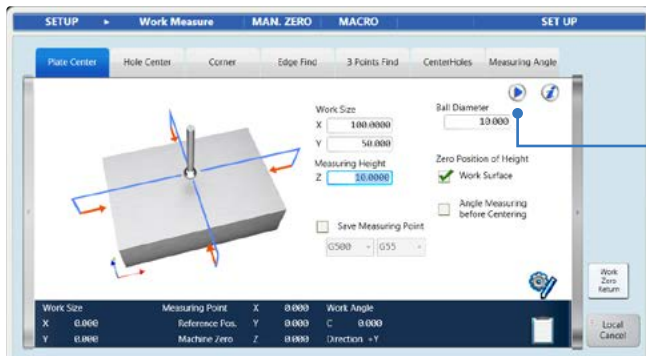 SETUP ▸ Work Measure MAN. ZERO MACRO SET UP
Plate Center Hole Center Corner Edge Find 3 Points Find CenterHoles Measuring Angle
Work Size
X 100.0000
Y 50.000
Measuring Height
Z 10.0000
Save Measuring Point
G500 G55
Ball Diameter
10.000
Zero Position of Height
Work Surface
Angle Measuring
before Centering
Work
Zero
Return
Local
Cancel
Work Size Measuring Point X 0.000 Work Angle
X 0.000 Reference Pos. Y 0.000 C 0.000
Y 0.000 Machine Zero Z 0.000 Direction +Y